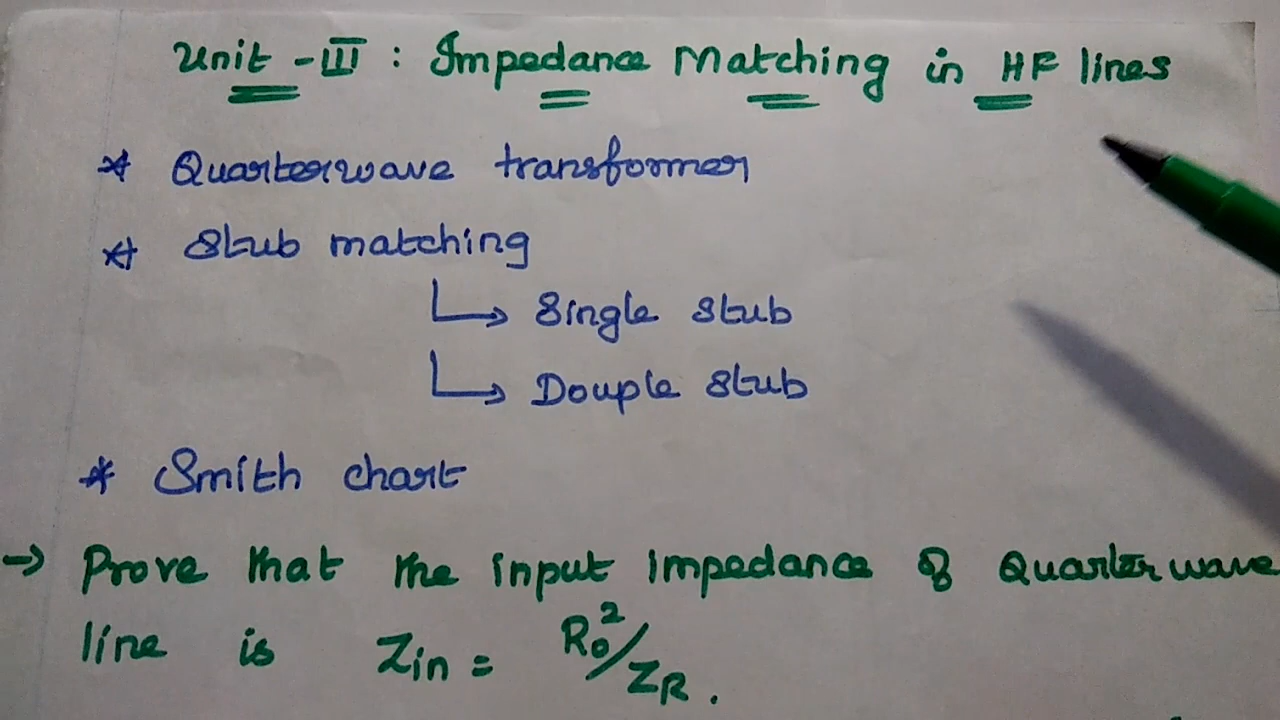 Unit - III : Impedance Matching in HF lines
* Quarterwave transformer
* Stub matching
↳ Single stub
↳ Douple stub
* Smith chart
→ Prove that the input impedance of Quarterwave
line is Zin = R₀²/ZR.